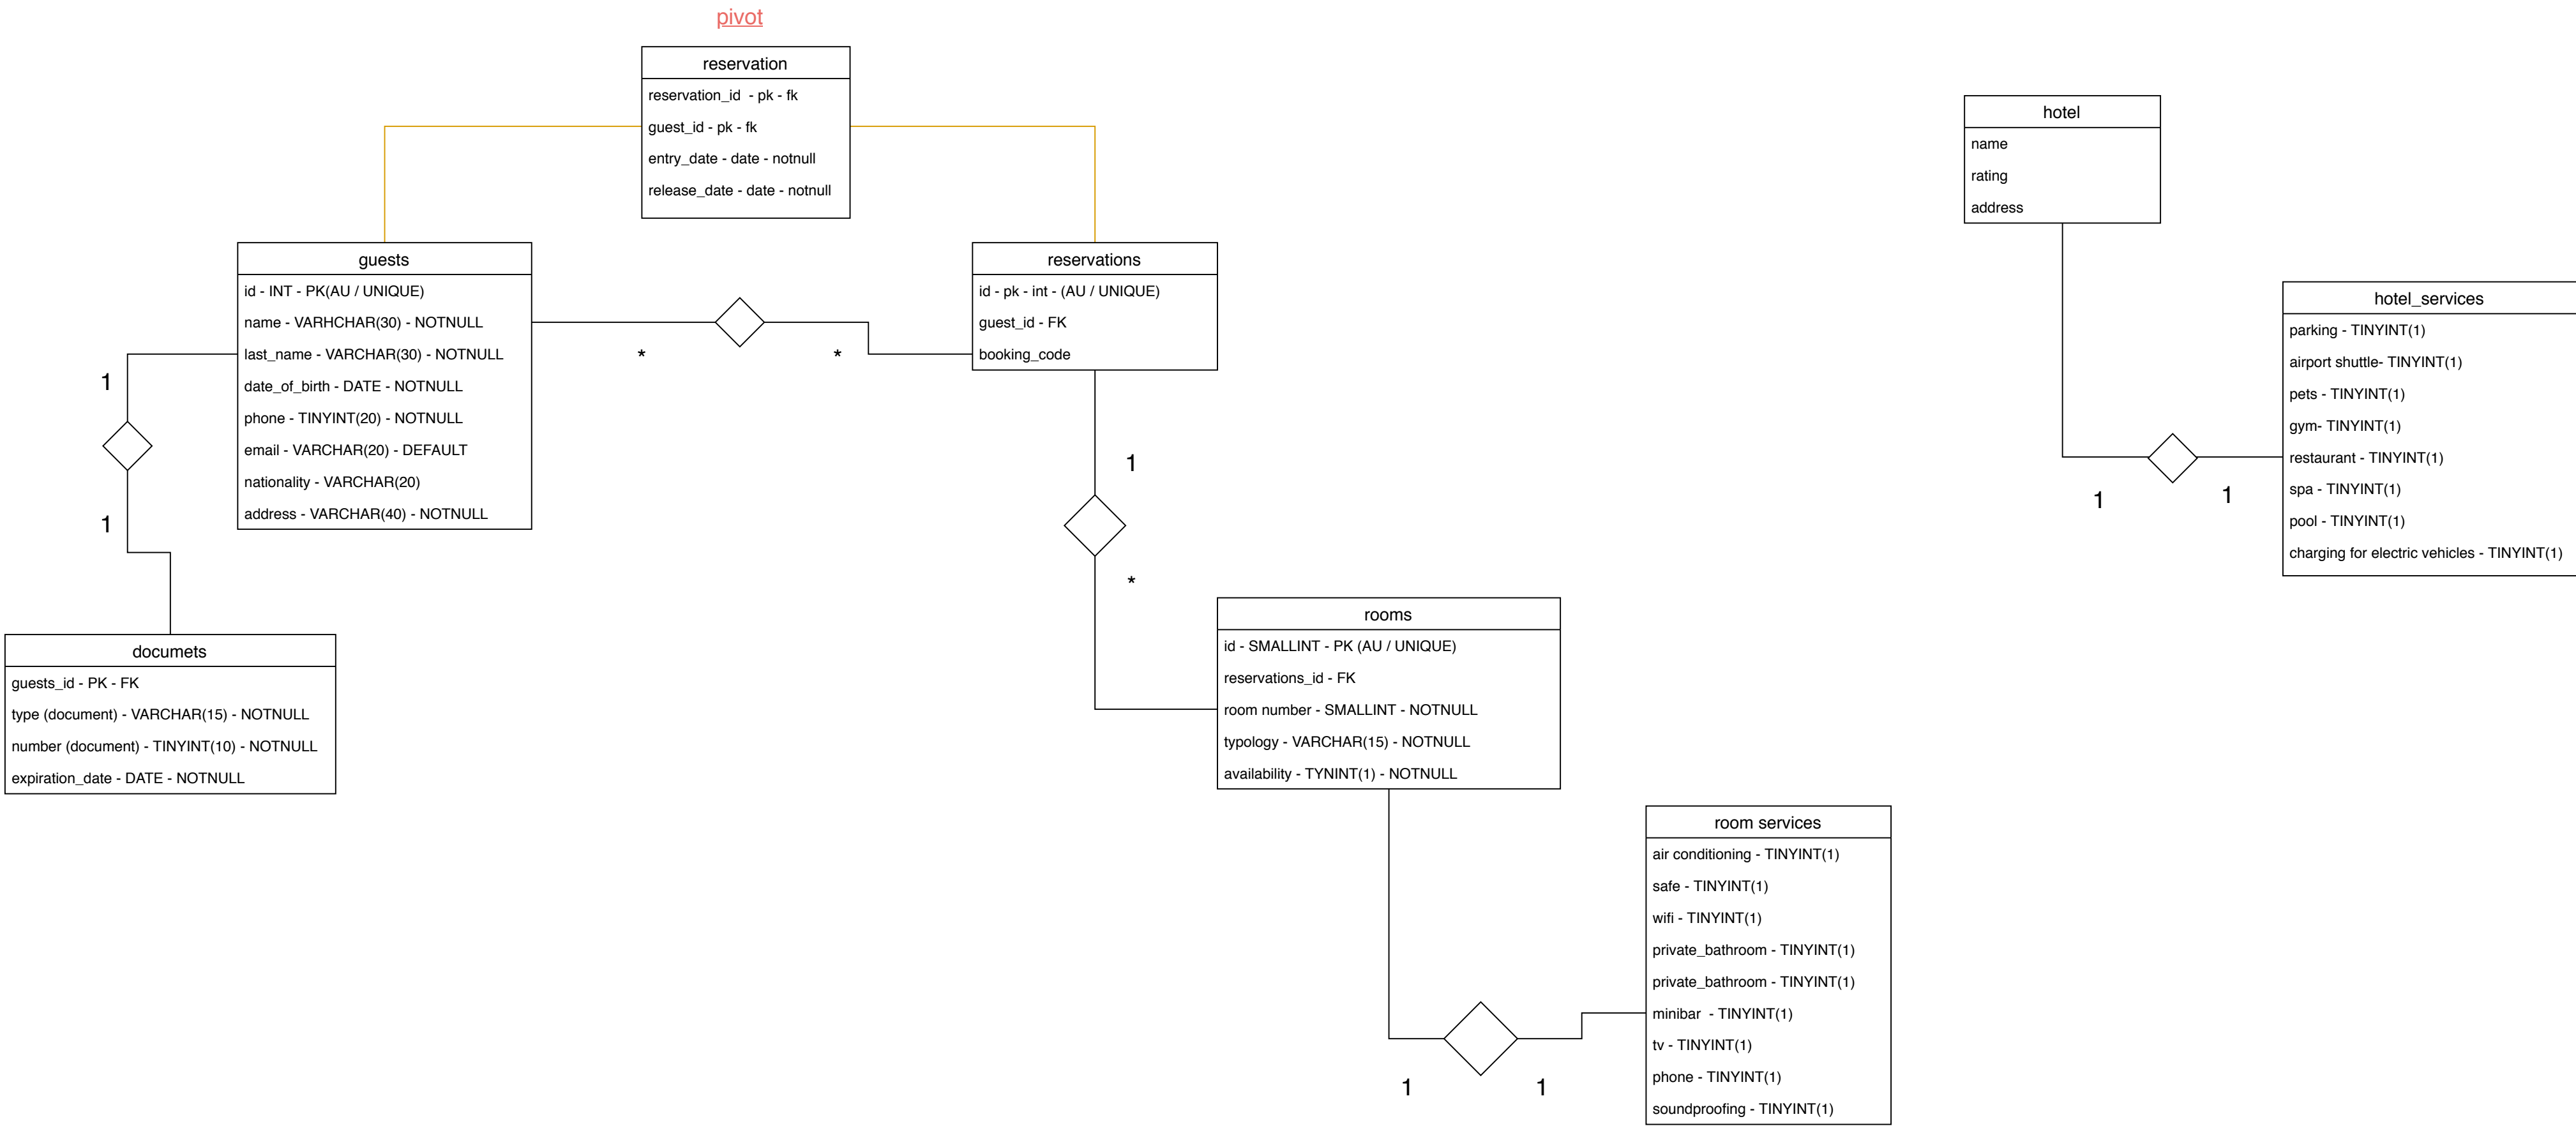 pivot
reservation
reservation_id - pk - fk
guest_id - pk - fk
entry_date - date - notnull
release_date - date - notnull
hotel
name
rating
address
guests
id - INT - PK(AU / UNIQUE)
name - VARHCHAR(30) - NOTNULL
last_name - VARCHAR(30) - NOTNULL
date_of_birth - DATE - NOTNULL
phone - TINYINT(20) - NOTNULL
email - VARCHAR(20) - DEFAULT
nationality - VARCHAR(20)
address - VARCHAR(40) - NOTNULL
*
*
reservations
id - pk - int - (AU / UNIQUE)
guest_id - FK
booking_code
hotel_services
parking - TINYINT(1)
airport shuttle- TINYINT(1)
pets - TINYINT(1)
gym- TINYINT(1)
restaurant - TINYINT(1)
spa - TINYINT(1)
pool - TINYINT(1)
charging for electric vehicles - TINYINT(1)
1
1
1
1
1
*
documets
guests_id - PK - FK
type (document) - VARCHAR(15) - NOTNULL
number (document) - TINYINT(10) - NOTNULL
expiration_date - DATE - NOTNULL
rooms
id - SMALLINT - PK (AU / UNIQUE)
reservations_id - FK
room number - SMALLINT - NOTNULL
typology - VARCHAR(15) - NOTNULL
availability - TYNINT(1) - NOTNULL
room services
air conditioning - TINYINT(1)
safe - TINYINT(1)
wifi - TINYINT(1)
private_bathroom - TINYINT(1)
private_bathroom - TINYINT(1)
minibar - TINYINT(1)
tv - TINYINT(1)
phone - TINYINT(1)
soundproofing - TINYINT(1)
1
1